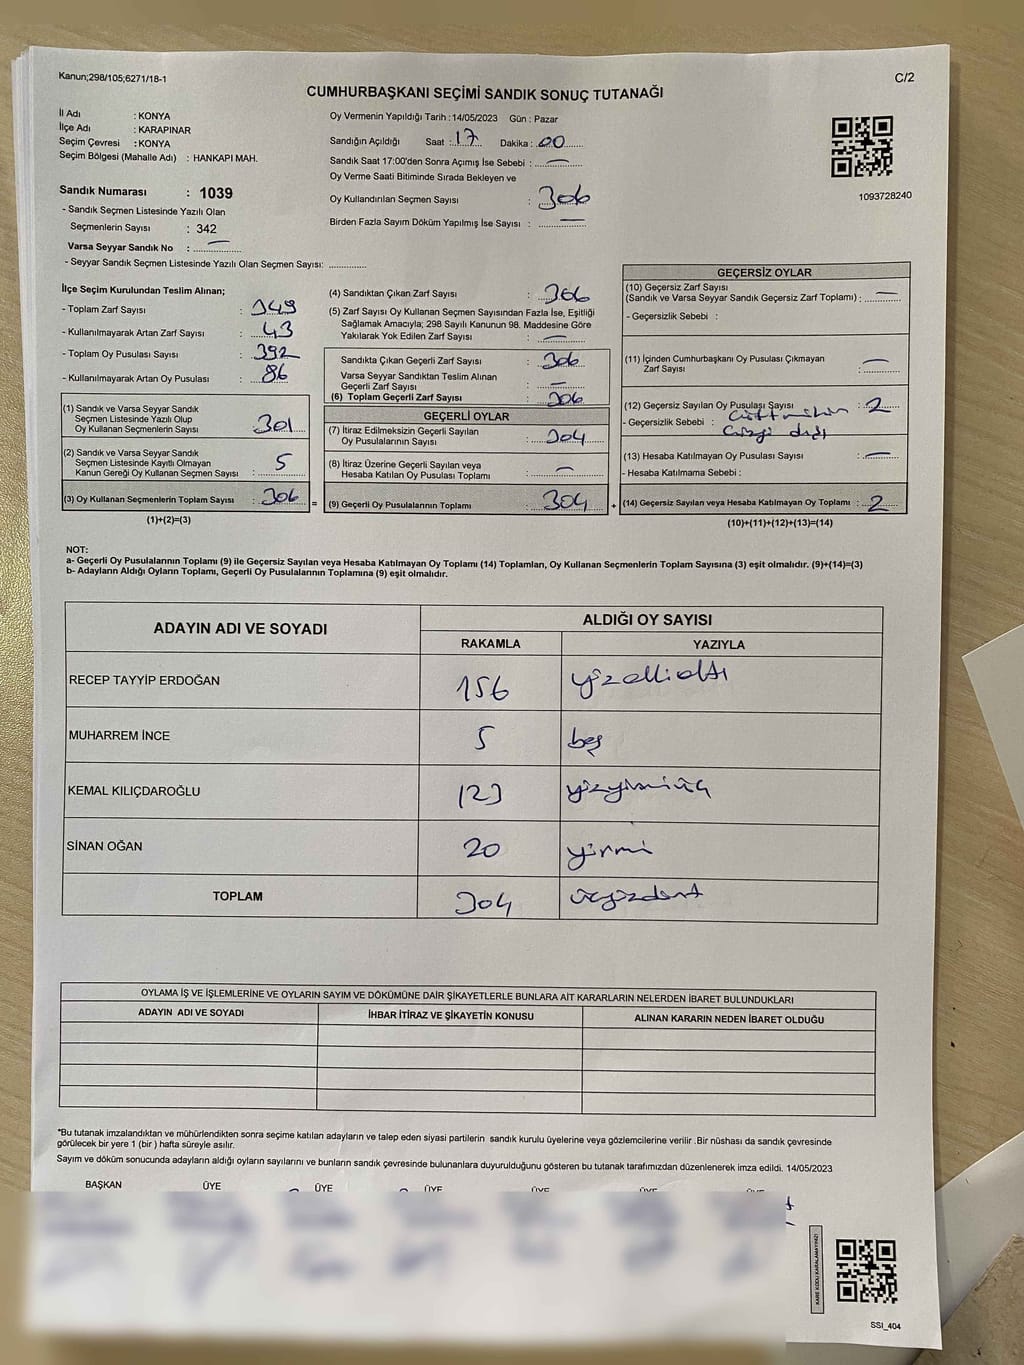 Kanun;298/105;6271/18-1
C/2
CUMHURBAŞKANI SEÇİMİ SANDIK SONUÇ TUTANAĞI
İl Adı : KONYA
İlçe Adı : KARAPINAR
Seçim Çevresi : KONYA
Seçim Bölgesi (Mahalle Adı) : HANKAPI MAH.
Sandık Numarası : 1039
- Sandık Seçmen Listesinde Yazılı Olan
Seçmenlerin Sayısı : 342
Varsa Seyyar Sandık No : —
- Seyyar Sandık Seçmen Listesinde Yazılı Olan Seçmen Sayısı: ..............
Oy Vermenin Yapıldığı Tarih : 14/05/2023 Gün : Pazar
Sandığın Açıldığı Saat : 17 Dakika : 00
Sandık Saat 17:00'den Sonra Açımış İse Sebebi : —
Oy Verme Saati Bitiminde Sırada Bekleyen ve
Oy Kullandırılan Seçmen Sayısı : 306
Birden Fazla Sayım Döküm Yapılmış İse Sayısı : —
1093728240
İlçe Seçim Kurulundan Teslim Alınan;
- Toplam Zarf Sayısı : 349
- Kullanılmayarak Artan Zarf Sayısı : 43
- Toplam Oy Pusulası Sayısı : 392
- Kullanılmayarak Artan Oy Pusulası : 86
(1) Sandık ve Varsa Seyyar Sandık
Seçmen Listesinde Yazılı Olup
Oy Kullanan Seçmenlerin Sayısı : 301
(2) Sandık ve Varsa Seyyar Sandık
Seçmen Listesinde Kayıtlı Olmayan
Kanun Gereği Oy Kullanan Seçmen Sayısı : 5
(3) Oy Kullanan Seçmenlerin Toplam Sayısı : 306 =
(1)+(2)=(3)
(4) Sandıktan Çıkan Zarf Sayısı : 306
(5) Zarf Sayısı Oy Kullanan Seçmen Sayısından Fazla İse, Eşitliği
Sağlamak Amacıyla; 298 Sayılı Kanunun 98. Maddesine Göre
Yakılarak Yok Edilen Zarf Sayısı : —
Sandıkta Çıkan Geçerli Zarf Sayısı : 306
Varsa Seyyar Sandıktan Teslim Alınan
Geçerli Zarf Sayısı : —
(6) Toplam Geçerli Zarf Sayısı : 306
GEÇERLİ OYLAR
(7) İtiraz Edilmeksizin Geçerli Sayılan
Oy Pusulalarının Sayısı : 304
(8) İtiraz Üzerine Geçerli Sayılan veya
Hesaba Katılan Oy Pusulaları Toplamı : —
(9) Geçerli Oy Pusulalarının Toplamı : 304 +
GEÇERSİZ OYLAR
(10) Geçersiz Zarf Sayısı
(Sandık ve Varsa Seyyar Sandık Geçersiz Zarf Toplamı) : —
- Geçersizlik Sebebi :
(11) İçinden Cumhurbaşkanı Oy Pusulası Çıkmayan
Zarf Sayısı : —
(12) Geçersiz Sayılan Oy Pusulası Sayısı : 2
- Geçersizlik Sebebi :
Çizgi dışı
(13) Hesaba Katılmayan Oy Pusulası Sayısı : —
- Hesaba Katılmama Sebebi :
(14) Geçersiz Sayılan veya Hesaba Katılmayan Oy Toplamı : 2
(10)+(11)+(12)+(13)=(14)
NOT:
a- Geçerli Oy Pusulalarının Toplamı (9) ile Geçersiz Sayılan veya Hesaba Katılmayan Oy Toplamı (14) Toplamları, Oy Kullanan Seçmenlerin Toplam Sayısına (3) eşit olmalıdır. (9)+(14)=(3)
b- Adayların Aldığı Oyların Toplamı, Geçerli Oy Pusulalarının Toplamına (9) eşit olmalıdır.
ADAYIN ADI VE SOYADI
ALDIĞI OY SAYISI
RAKAMLA YAZIYLA
RECEP TAYYİP ERDOĞAN 156 yüzellialtı
MUHARREM İNCE 5 beş
KEMAL KILIÇDAROĞLU 123 yüzyirmiüç
SİNAN OĞAN 20 yirmi
TOPLAM 304 üçyüzdört
OYLAMA İŞ VE İŞLEMLERİNE VE OYLARIN SAYIM VE DÖKÜMÜNE DAİR ŞİKAYETLERLE BUNLARA AİT KARARLARIN NELERDEN İBARET BULUNDUKLARI
ADAYIN ADI VE SOYADI İHBAR İTİRAZ VE ŞİKAYETİN KONUSU ALINAN KARARIN NEDEN İBARET OLDUĞU
*Bu tutanak imzalandıktan ve mühürlendikten sonra seçime katılan adayların ve talep eden siyasi partilerin sandık kurulu üyelerine veya gözlemcilerine verilir .Bir nüshası da sandık çevresinde
görülecek bir yere 1 (bir ) hafta süreyle asılır.
Sayım ve döküm sonucunda adayların aldığı oyların sayılarını ve bunların sandık çevresinde bulunanlara duyurulduğunu gösteren bu tutanak tarafımızdan düzenlenerek imza edildi. 14/05/2023
BAŞKAN ÜYE ÜYE ÜYE ÜYE ÜYE ÜYE
KARE KODU KARALAMAYINIZ!
SSI_404